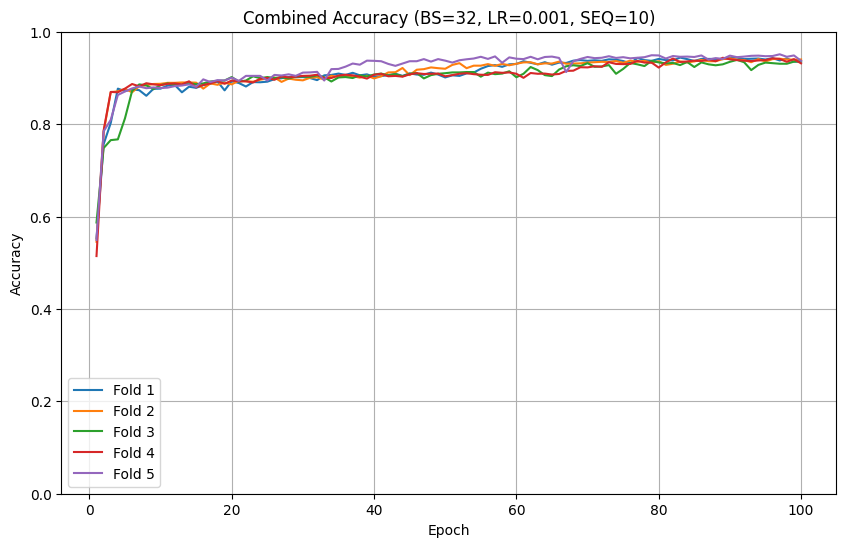 Combined Accuracy (BS=32, LR=0.001, SEQ=10)
1.0
0.8
0.6
0.4
0.2
0.0
Accuracy
Fold 1
Fold 2
Fold 3
Fold 4
Fold 5
0 20 40 60 80 100
Epoch